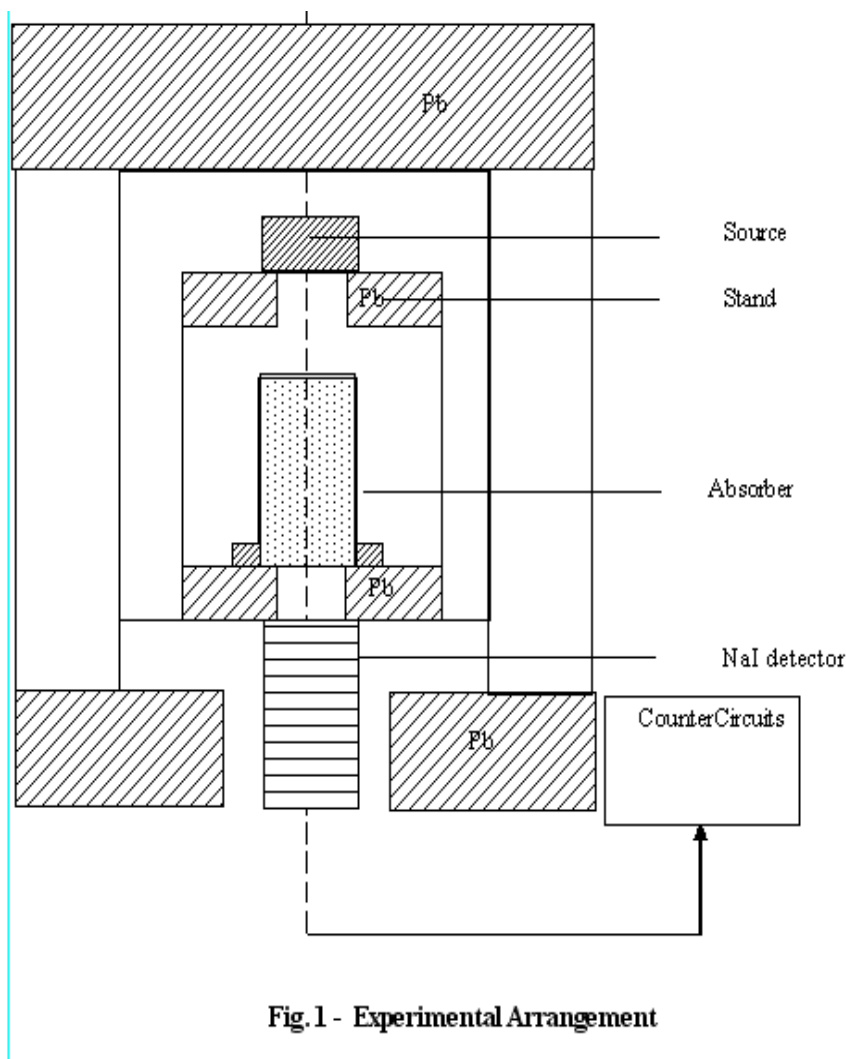 Pb
Source
Pb
Stand
Absorber
Pb
NaI detector
CounterCircuits
Pb
Fig. 1 - Experimental Arrangement